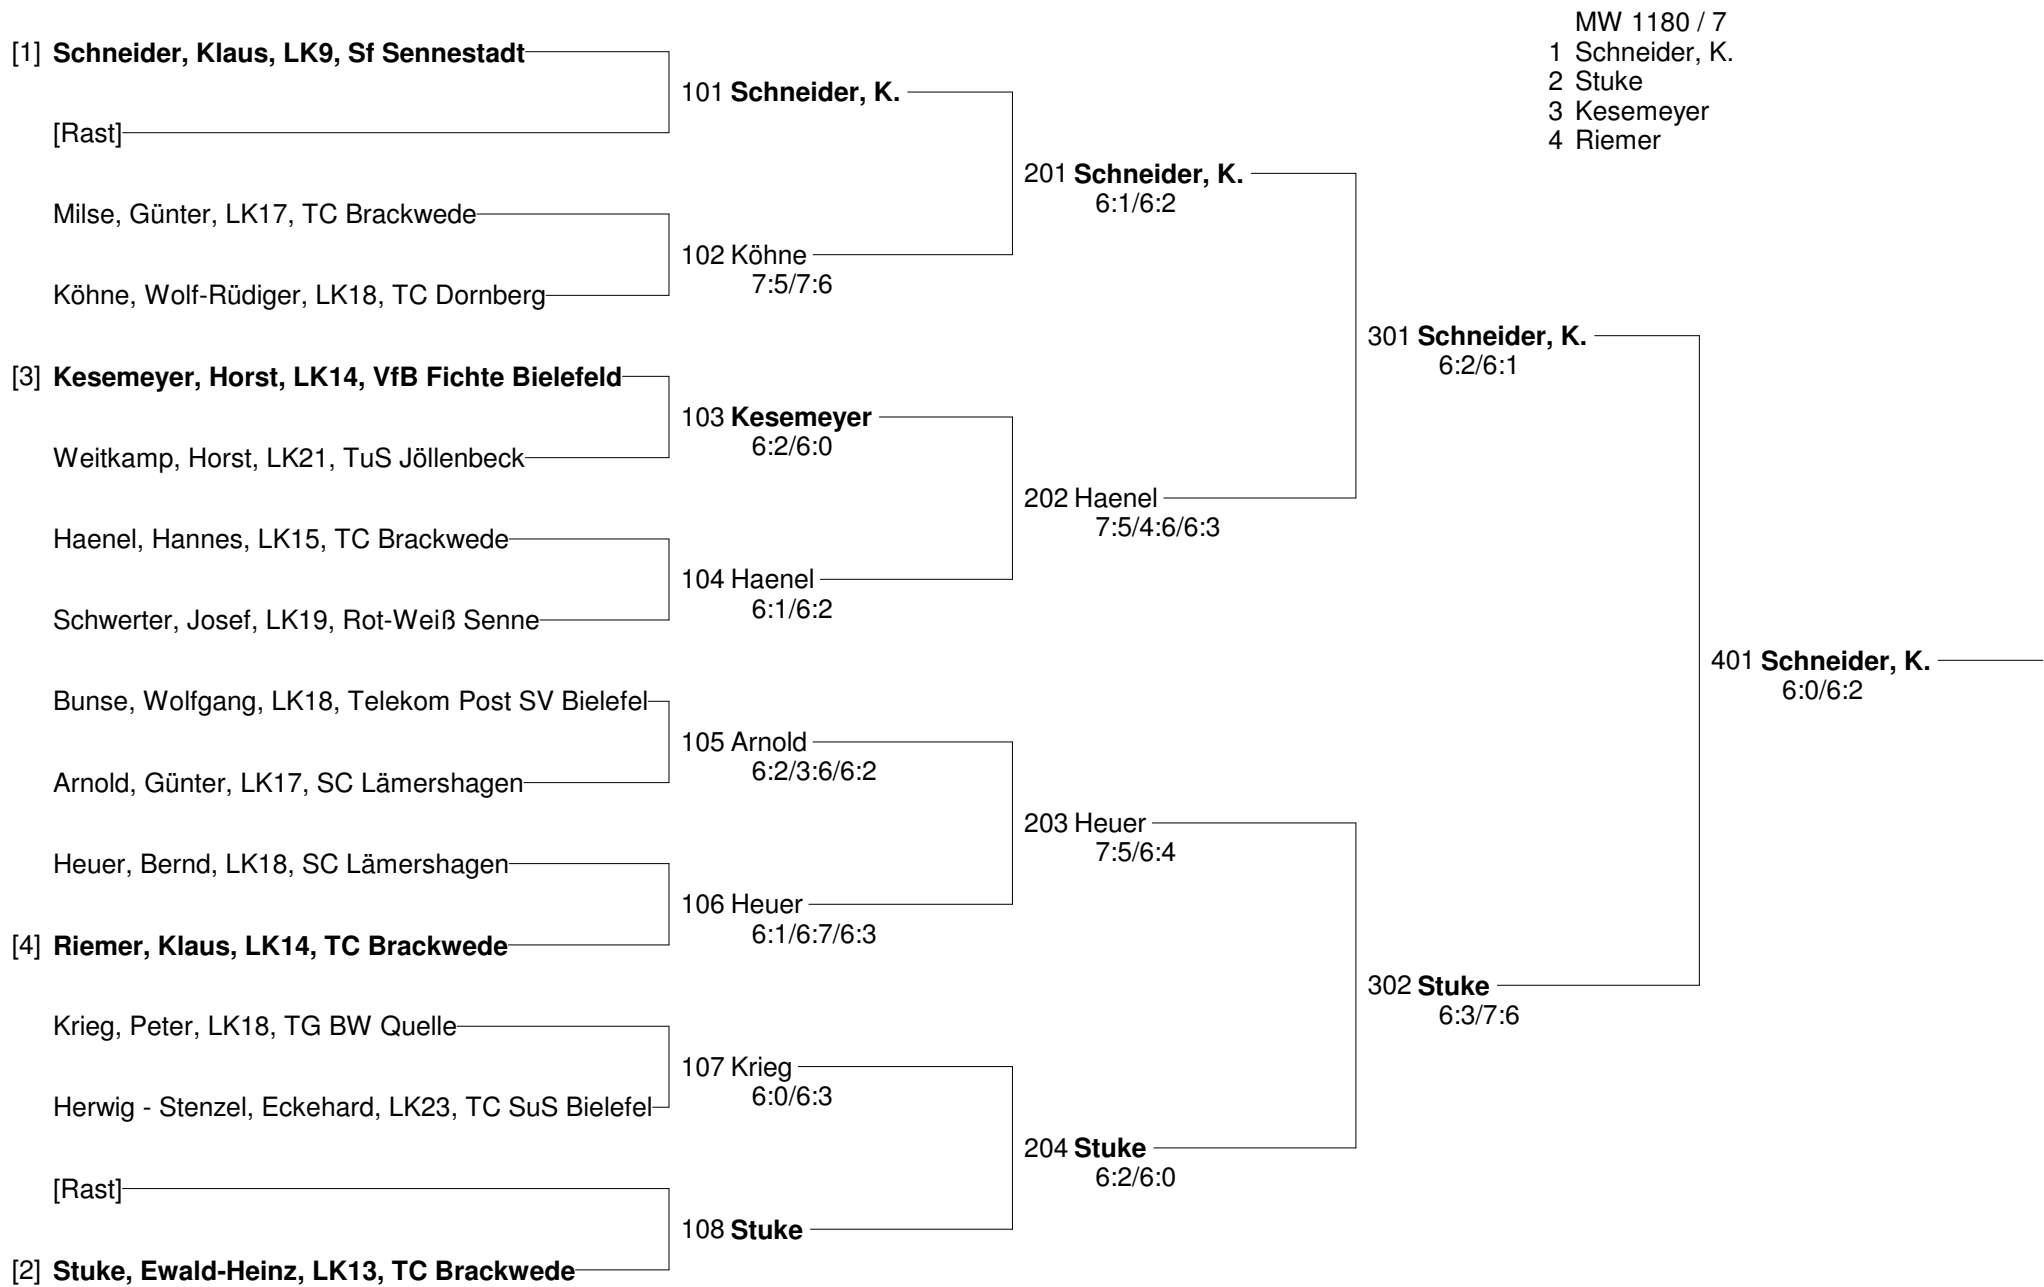 MW 1180 / 7
1 Schneider, K.
2 Stuke
3 Kesemeyer
4 Riemer
[1] Schneider, Klaus, LK9, Sf Sennestadt
[Rast]
Milse, Günter, LK17, TC Brackwede
Köhne, Wolf-Rüdiger, LK18, TC Dornberg
[3] Kesemeyer, Horst, LK14, VfB Fichte Bielefeld
Weitkamp, Horst, LK21, TuS Jöllenbeck
Haenel, Hannes, LK15, TC Brackwede
Schwerter, Josef, LK19, Rot-Weiß Senne
Bunse, Wolfgang, LK18, Telekom Post SV Bielefel
Arnold, Günter, LK17, SC Lämershagen
Heuer, Bernd, LK18, SC Lämershagen
[4] Riemer, Klaus, LK14, TC Brackwede
Krieg, Peter, LK18, TG BW Quelle
Herwig - Stenzel, Eckehard, LK23, TC SuS Bielefel
[Rast]
[2] Stuke, Ewald-Heinz, LK13, TC Brackwede
101 Schneider, K.
102 Köhne
7:5/7:6
103 Kesemeyer
6:2/6:0
104 Haenel
6:1/6:2
105 Arnold
6:2/3:6/6:2
106 Heuer
6:1/6:7/6:3
107 Krieg
6:0/6:3
108 Stuke
201 Schneider, K.
6:1/6:2
202 Haenel
7:5/4:6/6:3
203 Heuer
7:5/6:4
204 Stuke
6:2/6:0
301 Schneider, K.
6:2/6:1
302 Stuke
6:3/7:6
401 Schneider, K.
6:0/6:2